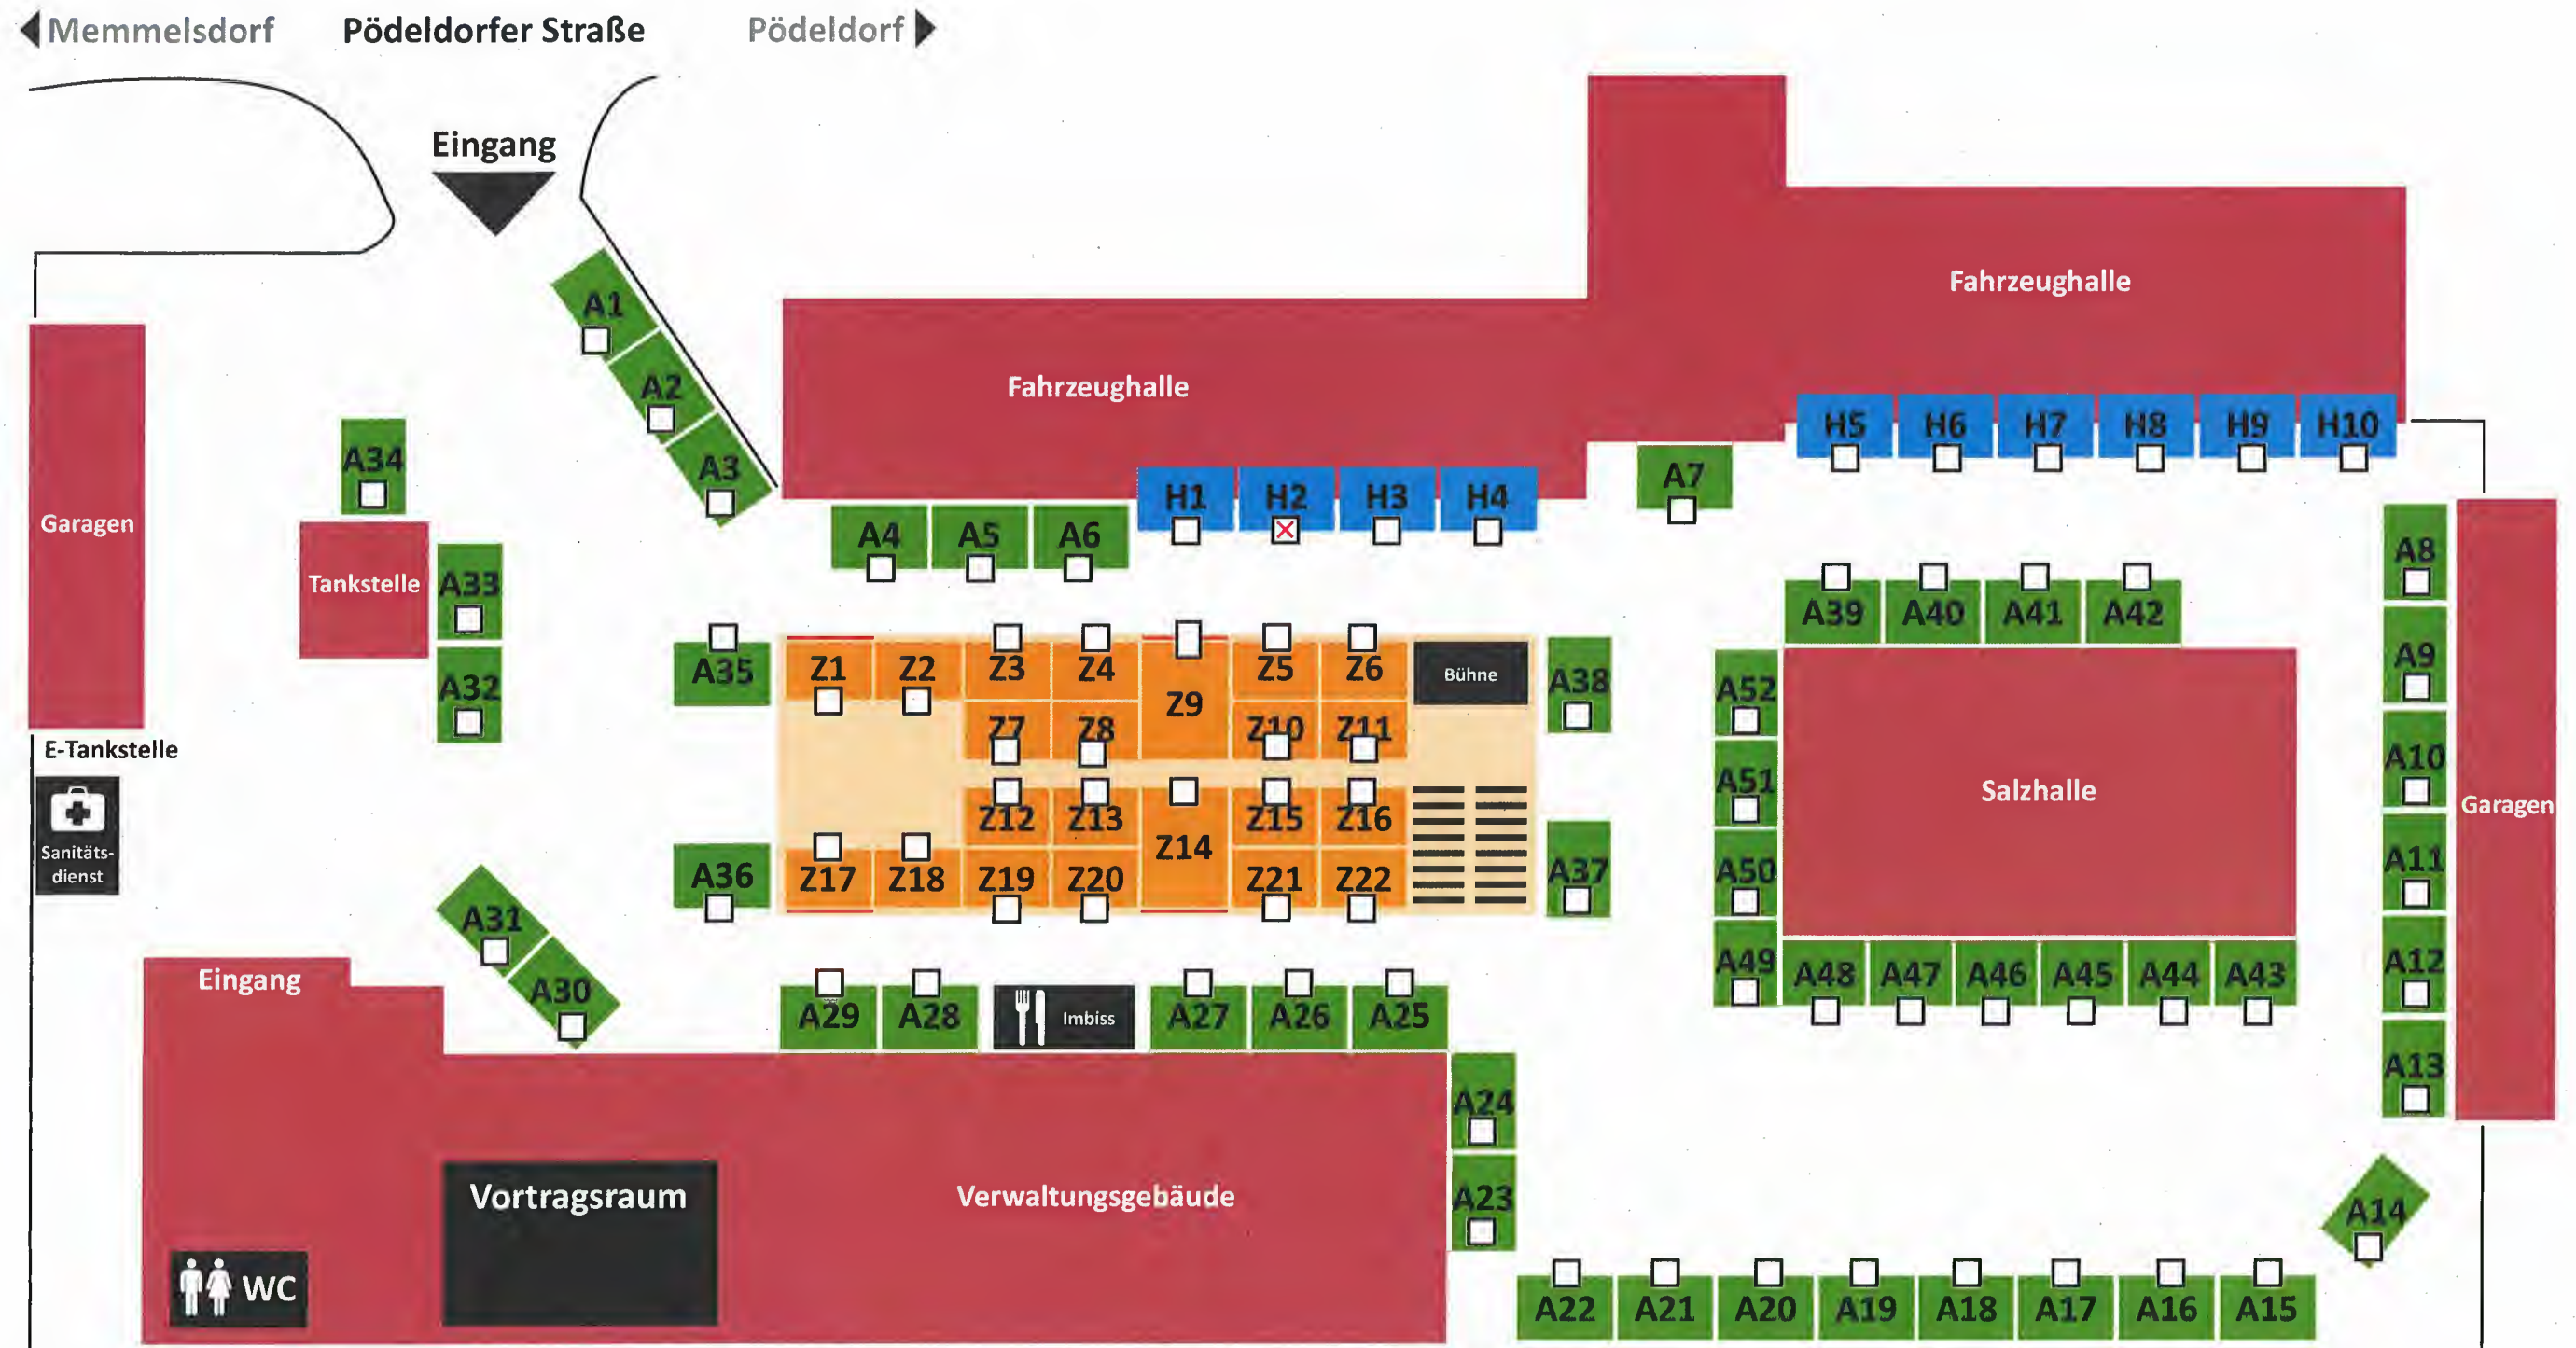 Memmelsdorf
Pödeldorfer Straße
Pödeldorf
Eingang
A1
A2
A3
Fahrzeughalle
Fahrzeughalle
H1
H2
H3
H4
H5
H6
H7
H8
H9
H10
A4
A5
A6
A7
A34
Garagen
Tankstelle
A33
A32
E-Tankstelle
Sanitäts-
dienst
A35
A36
Z1
Z2
Z3
Z4
Z9
Z5
Z6
Z7
Z8
Z10
Z11
Bühne
Z12
Z13
Z14
Z15
Z16
Z17
Z18
Z19
Z20
Z21
Z22
A38
A37
A39
A40
A41
A42
A52
A51
A50
A49
Salzhalle
A48
A47
A46
A45
A44
A43
A8
A9
A10
A11
A12
A13
Garagen
A14
A31
A30
Eingang
A29
A28
Imbiss
A27
A26
A25
A24
A23
Vortragsraum
Verwaltungsgebäude
WC
A22
A21
A20
A19
A18
A17
A16
A15